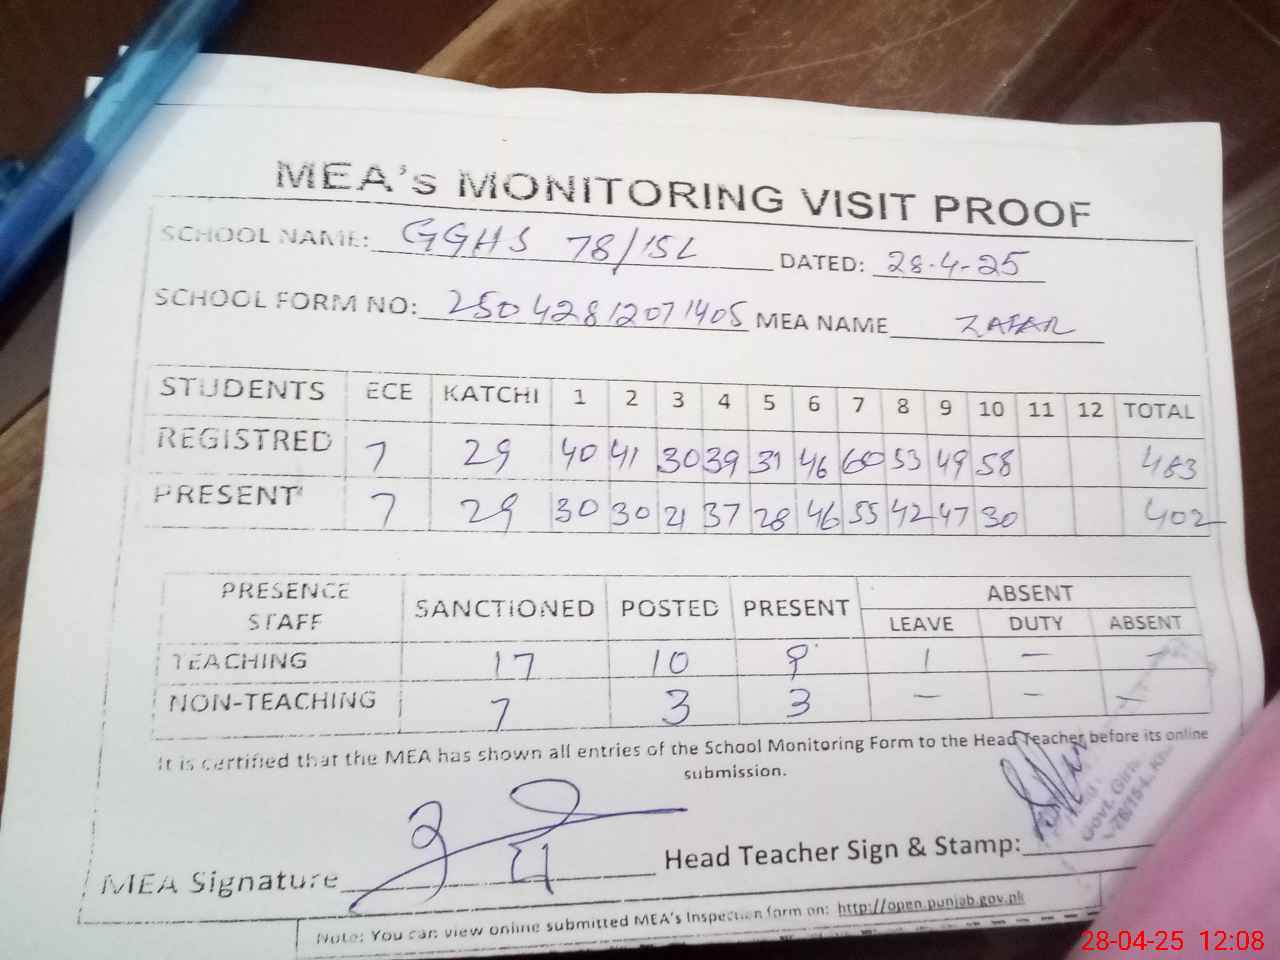 MEA's MONITORING VISIT PROOF
SCHOOL NAME: GGHS 78/15L DATED: 28-4-25
SCHOOL FORM NO: 25042812071405 MEA NAME ZAFAR
STUDENTS ECE KATCHI 1 2 3 4 5 6 7 8 9 10 11 12 TOTAL
REGISTRED 7 29 40 41 30 39 31 46 60 53 49 58 483
PRESENT 7 29 30 30 21 37 28 46 55 42 47 30 402
PRESENCE STAFF SANCTIONED POSTED PRESENT ABSENT
LEAVE DUTY ABSENT
TEACHING 17 10 9 1 — —
NON-TEACHING 7 3 3 — — —
It is certified that the MEA has shown all entries of the School Monitoring Form to the Head Teacher before its online
submission.
MEA Signature Head Teacher Sign & Stamp:
Govt. Girls
78/15-L
Note: You can view online submitted MEA's Inspection form on: http://open.punjab.gov.pk
28-04-25 12:08